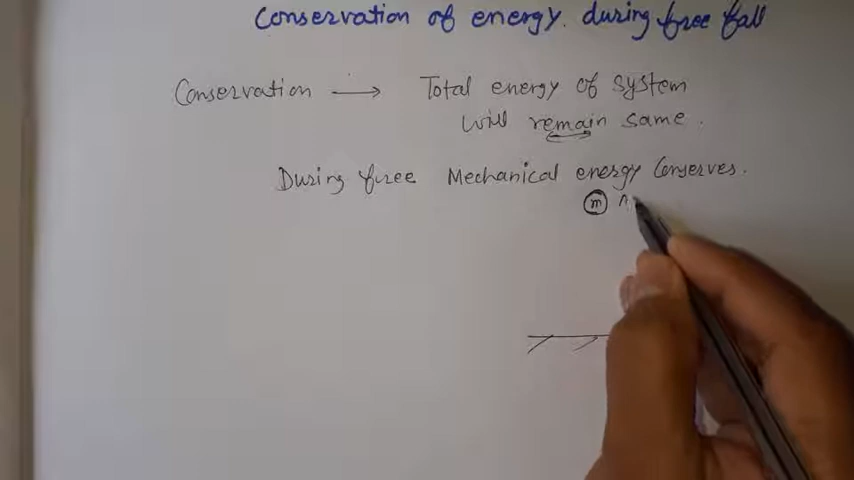 Conservation of energy. during free fall
Conservation → Total energy of system
will remain same.
During free Mechanical energy Conserves.
m